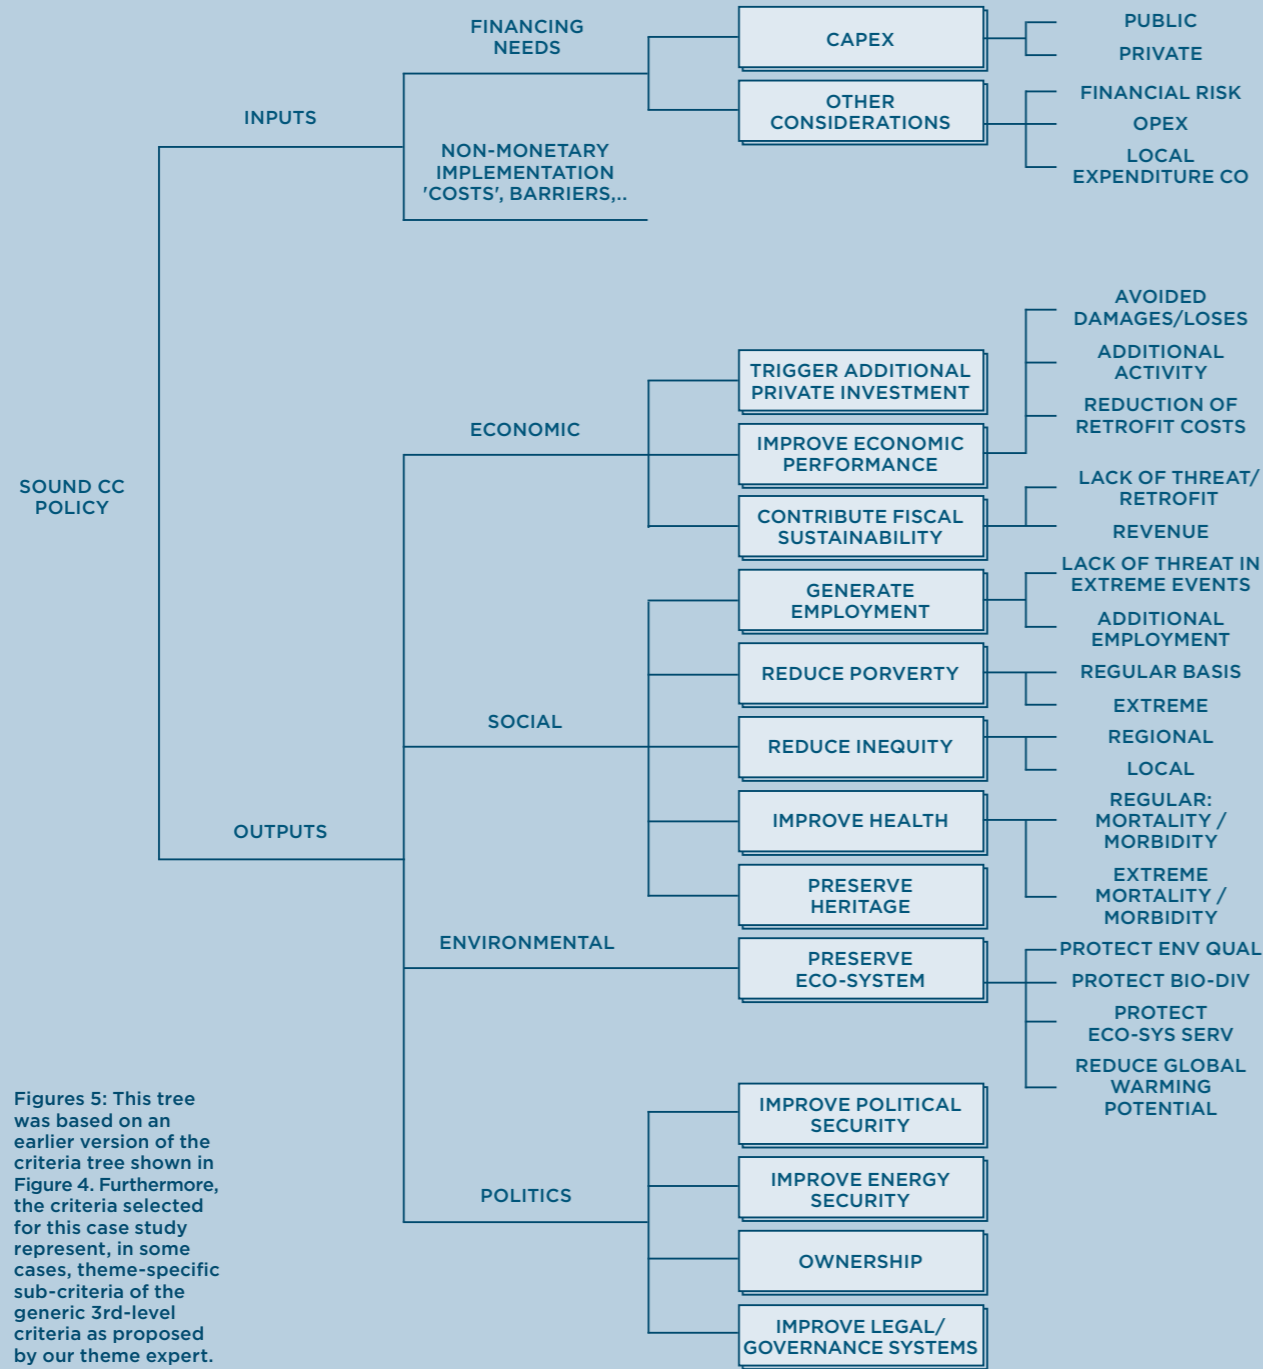 FINANCING
NEEDS
CAPEX
PUBLIC
PRIVATE
INPUTS
OTHER
CONSIDERATIONS
FINANCIAL RISK
OPEX
LOCAL
EXPENDITURE CO
NON-MONETARY
IMPLEMENTATION
'COSTS', BARRIERS,..
SOUND CC
POLICY
OUTPUTS
ECONOMIC
TRIGGER ADDITIONAL
PRIVATE INVESTMENT
IMPROVE ECONOMIC
PERFORMANCE
AVOIDED
DAMAGES/LOSES
ADDITIONAL
ACTIVITY
REDUCTION OF
RETROFIT COSTS
CONTRIBUTE FISCAL
SUSTAINABILITY
LACK OF THREAT/
RETROFIT
REVENUE
SOCIAL
GENERATE
EMPLOYMENT
LACK OF THREAT IN
EXTREME EVENTS
ADDITIONAL
EMPLOYMENT
REDUCE PORVERTY
REGULAR BASIS
EXTREME
REDUCE INEQUITY
REGIONAL
LOCAL
IMPROVE HEALTH
REGULAR:
MORTALITY /
MORBIDITY
EXTREME
MORTALITY /
MORBIDITY
PRESERVE
HERITAGE
ENVIRONMENTAL
PRESERVE
ECO-SYSTEM
PROTECT ENV QUAL
PROTECT BIO-DIV
PROTECT
ECO-SYS SERV
REDUCE GLOBAL
WARMING
POTENTIAL
POLITICS
IMPROVE POLITICAL
SECURITY
IMPROVE ENERGY
SECURITY
OWNERSHIP
IMPROVE LEGAL/
GOVERNANCE SYSTEMS
Figures 5: This tree
was based on an
earlier version of the
criteria tree shown in
Figure 4. Furthermore,
the criteria selected
for this case study
represent, in some
cases, theme-specific
sub-criteria of the
generic 3rd-level
criteria as proposed
by our theme expert.